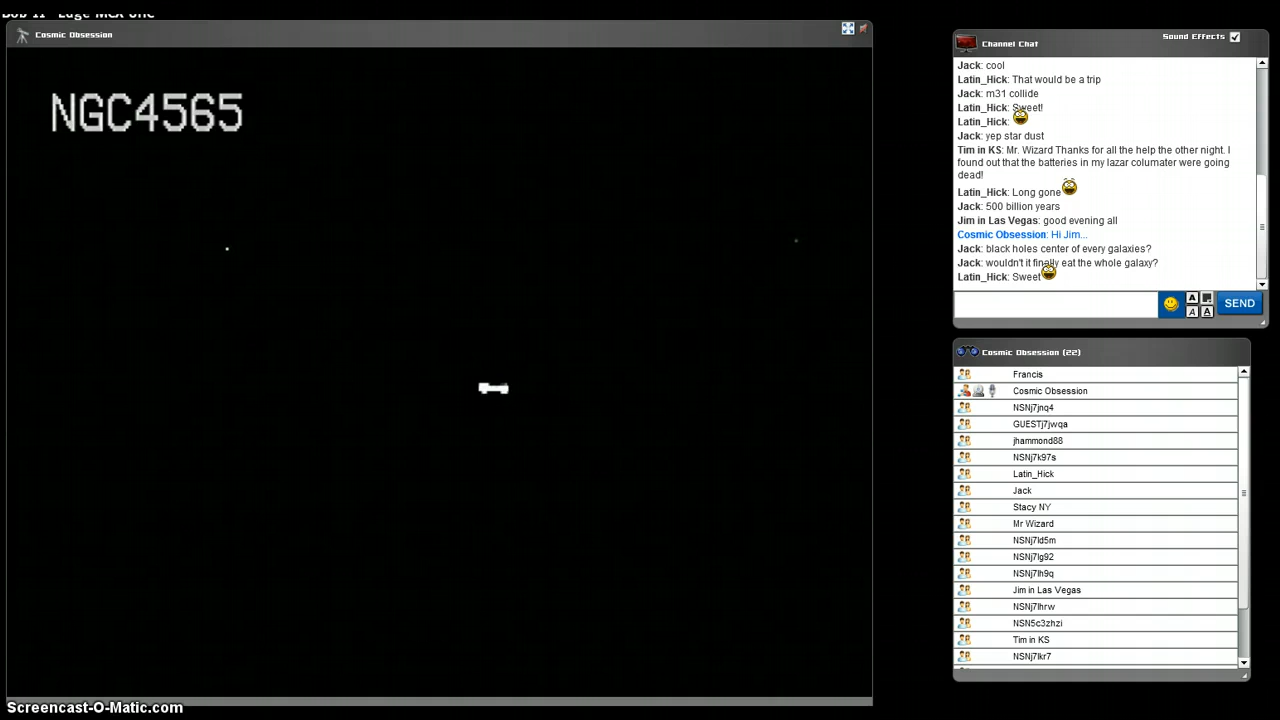 Cosmic Obsession
NGC4565
Screencast-O-Matic.com
Sound Effects
Channel Chat
Jack: cool
Latin_Hick: That would be a trip
Jack: m31 collide
Latin_Hick: Sweet!
Latin_Hick:
Jack: yep star dust
Tim in KS: Mr. Wizard Thanks for all the help the other night. I
found out that the batteries in my lazar columater were going
dead!
Latin_Hick: Long gone
Jack: 500 billion years
Jim in Las Vegas: good evening all
Cosmic Obsession: Hi Jim...
Jack: black holes center of every galaxies?
Jack: wouldn't it finally eat the whole galaxy?
Latin_Hick: Sweet
A
A A
SEND
Cosmic Obsession (22)
Francis
Cosmic Obsession
NSNj7jnq4
GUESTj7jwqa
jhammond88
NSNj7k97s
Latin_Hick
Jack
Stacy NY
Mr Wizard
NSNj7ld5m
NSNj7lg92
NSNj7lh9q
Jim in Las Vegas
NSNj7lhrw
NSN5c3zhzi
Tim in KS
NSNj7lkr7